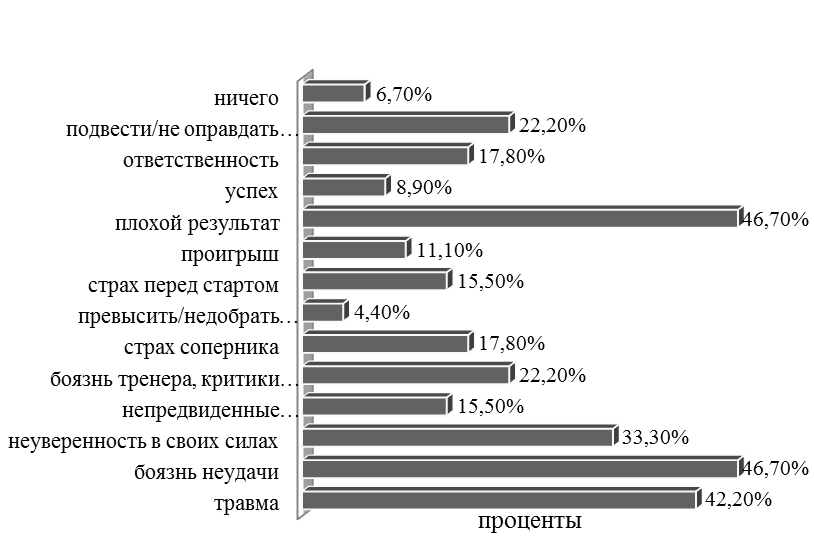 ничего 6,70%
подвести/не оправдать… 22,20%
ответственность 17,80%
успех 8,90%
плохой результат 46,70%
проигрыш 11,10%
страх перед стартом 15,50%
превысить/недобрать… 4,40%
страх соперника 17,80%
боязнь тренера, критики… 22,20%
непредвиденные… 15,50%
неуверенность в своих силах 33,30%
боязнь неудачи 46,70%
травма 42,20%
проценты